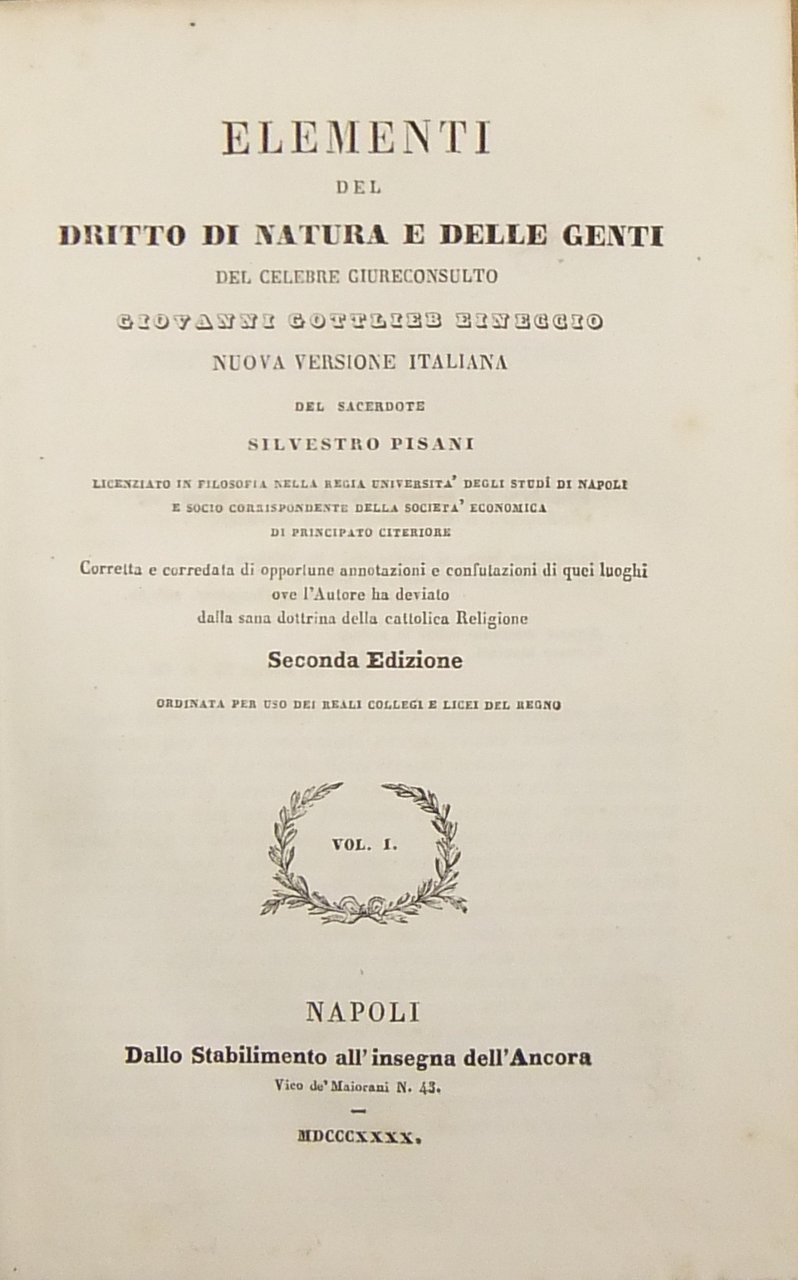 ELEMENTI
DEL
DRITTO DI NATURA E DELLE GENTI
DEL CELEBRE GIURECONSULTO
GIOVANNI GOTTLIEB EINECCIO
NUOVA VERSIONE ITALIANA
DEL SACERDOTE
SILVESTRO PISANI
LICENZIATO IN FILOSOFIA NELLA REGIA UNIVERSITA' DEGLI STUDÎ DI NAPOLI
E SOCIO CORRISPONDENTE DELLA SOCIETA' ECONOMICA
DI PRINCIPATO CITERIORE
Corretta e corredata di opportune annotazioni e confutazioni di quei luoghi
ove l'Autore ha deviato
dalla sana dottrina della cattolica Religione
Seconda Edizione
ORDINATA PER USO DEI REALI COLLEGI E LICEI DEL REGNO
VOL. I.
NAPOLI
Dallo Stabilimento all'insegna dell'Ancora
Vico de' Maiorani N. 43.
MDCCCXXXX.